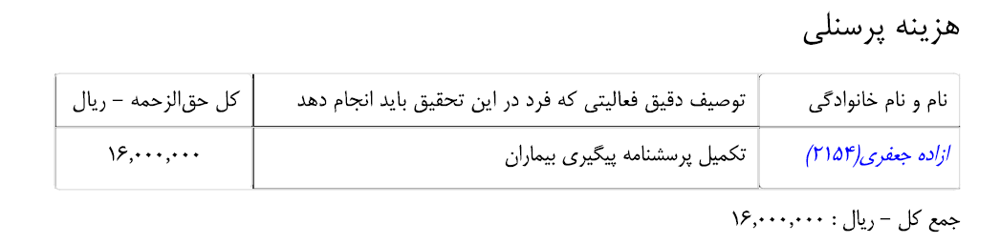 هزینه پرسنلی
نام و نام خانوادگی توصیف دقیق فعالیتی که فرد در این تحقیق باید انجام دهد کل حق‌الزحمه - ریال
ازاده جعفری(۲۱۵۴) تکمیل پرسشنامه پیگیری بیماران ۱۶,۰۰۰,۰۰۰
جمع کل - ریال : ۱۶,۰۰۰,۰۰۰